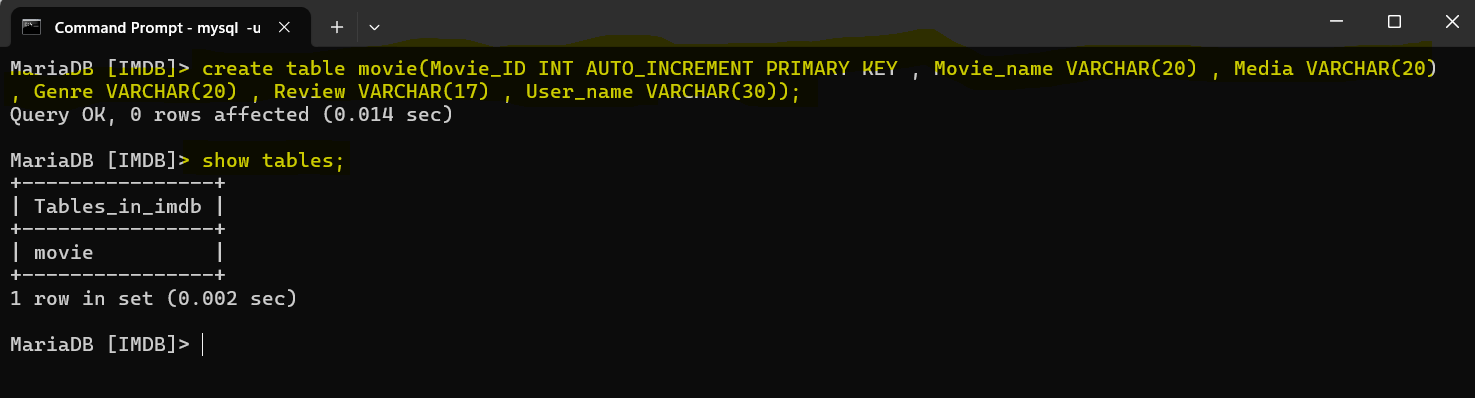 Command Prompt - mysql  -u
MariaDB [IMDB]> create table movie(Movie_ID INT AUTO_INCREMENT PRIMARY KEY , Movie_name VARCHAR(20) , Media VARCHAR(20)
, Genre VARCHAR(20) , Review VARCHAR(17) , User_name VARCHAR(30));
Query OK, 0 rows affected (0.014 sec)
MariaDB [IMDB]> show tables;
+----------------+
| Tables_in_imdb |
+----------------+
| movie          |
+----------------+
1 row in set (0.002 sec)
MariaDB [IMDB]>